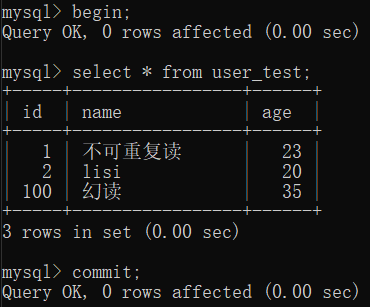 mysql> begin;
Query OK, 0 rows affected (0.00 sec)
mysql> select * from user_test;
+-----+-----------------+------+
| id | name | age |
+-----+-----------------+------+
| 1 | 不可重复读 | 23 |
| 2 | lisi | 20 |
| 100 | 幻读 | 35 |
+-----+-----------------+------+
3 rows in set (0.00 sec)
mysql> commit;
Query OK, 0 rows affected (0.00 sec)